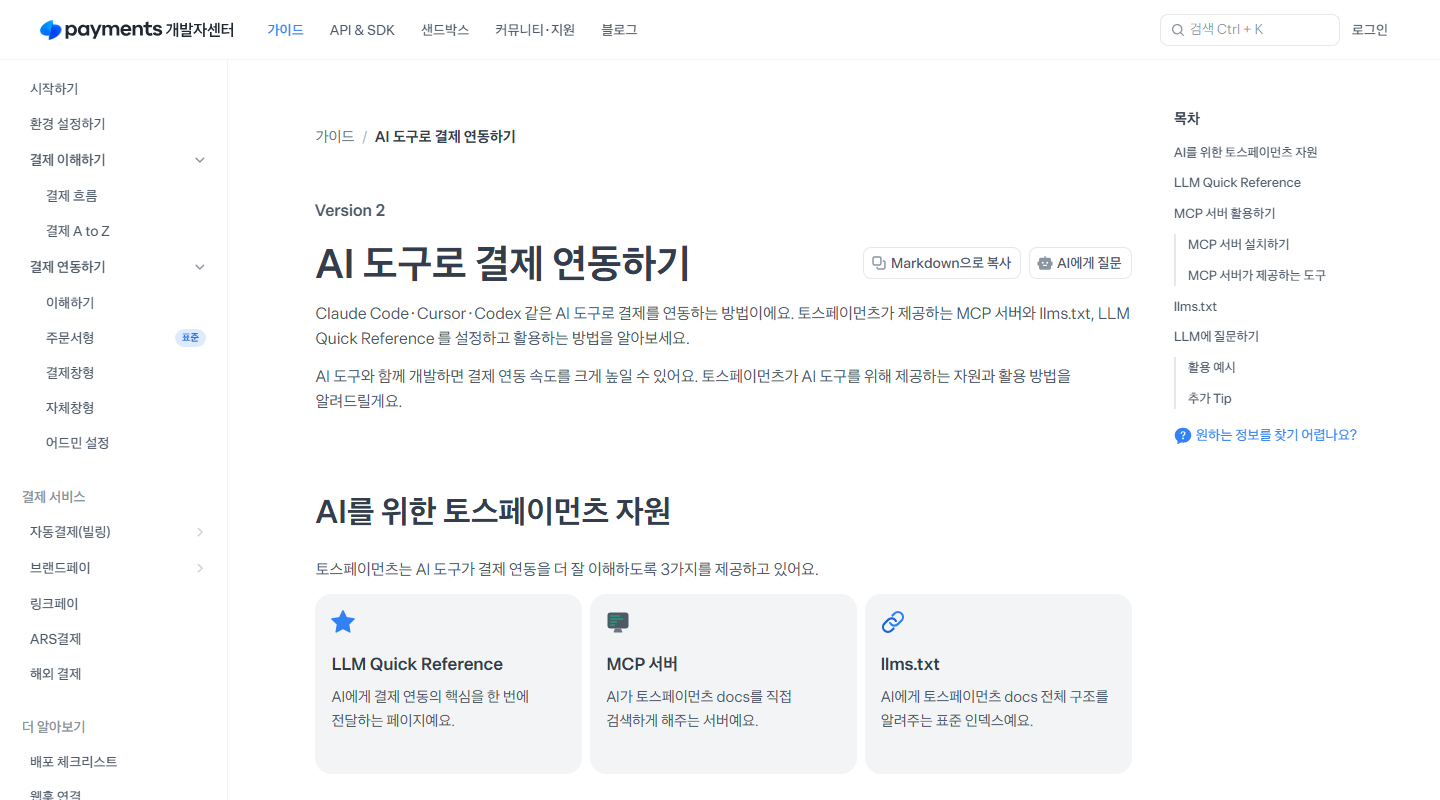 payments 개발자센터
가이드
API & SDK
샌드박스
커뮤니티·지원
블로그
검색 Ctrl + K
로그인
시작하기
환경 설정하기
결제 이해하기
결제 흐름
결제 A to Z
결제 연동하기
이해하기
주문서형
표준
결제창형
자체창형
어드민 설정
결제 서비스
자동결제(빌링)
브랜드페이
링크페이
ARS결제
해외 결제
더 알아보기
배포 체크리스트
웹훅 연결
가이드 / AI 도구로 결제 연동하기
Version 2
AI 도구로 결제 연동하기
Markdown으로 복사
AI에게 질문
Claude Code·Cursor·Codex 같은 AI 도구로 결제를 연동하는 방법이에요. 토스페이먼츠가 제공하는 MCP 서버와 llms.txt, LLM
Quick Reference 를 설정하고 활용하는 방법을 알아보세요.
AI 도구와 함께 개발하면 결제 연동 속도를 크게 높일 수 있어요. 토스페이먼츠가 AI 도구를 위해 제공하는 자원과 활용 방법을
알려드릴게요.
AI를 위한 토스페이먼츠 자원
토스페이먼츠는 AI 도구가 결제 연동을 더 잘 이해하도록 3가지를 제공하고 있어요.
LLM Quick Reference
AI에게 결제 연동의 핵심을 한 번에
전달하는 페이지예요.
MCP 서버
AI가 토스페이먼츠 docs를 직접
검색하게 해주는 서버예요.
llms.txt
AI에게 토스페이먼츠 docs 전체 구조를
알려주는 표준 인덱스예요.
목차
AI를 위한 토스페이먼츠 자원
LLM Quick Reference
MCP 서버 활용하기
MCP 서버 설치하기
MCP 서버가 제공하는 도구
llms.txt
LLM에 질문하기
활용 예시
추가 Tip
원하는 정보를 찾기 어렵나요?